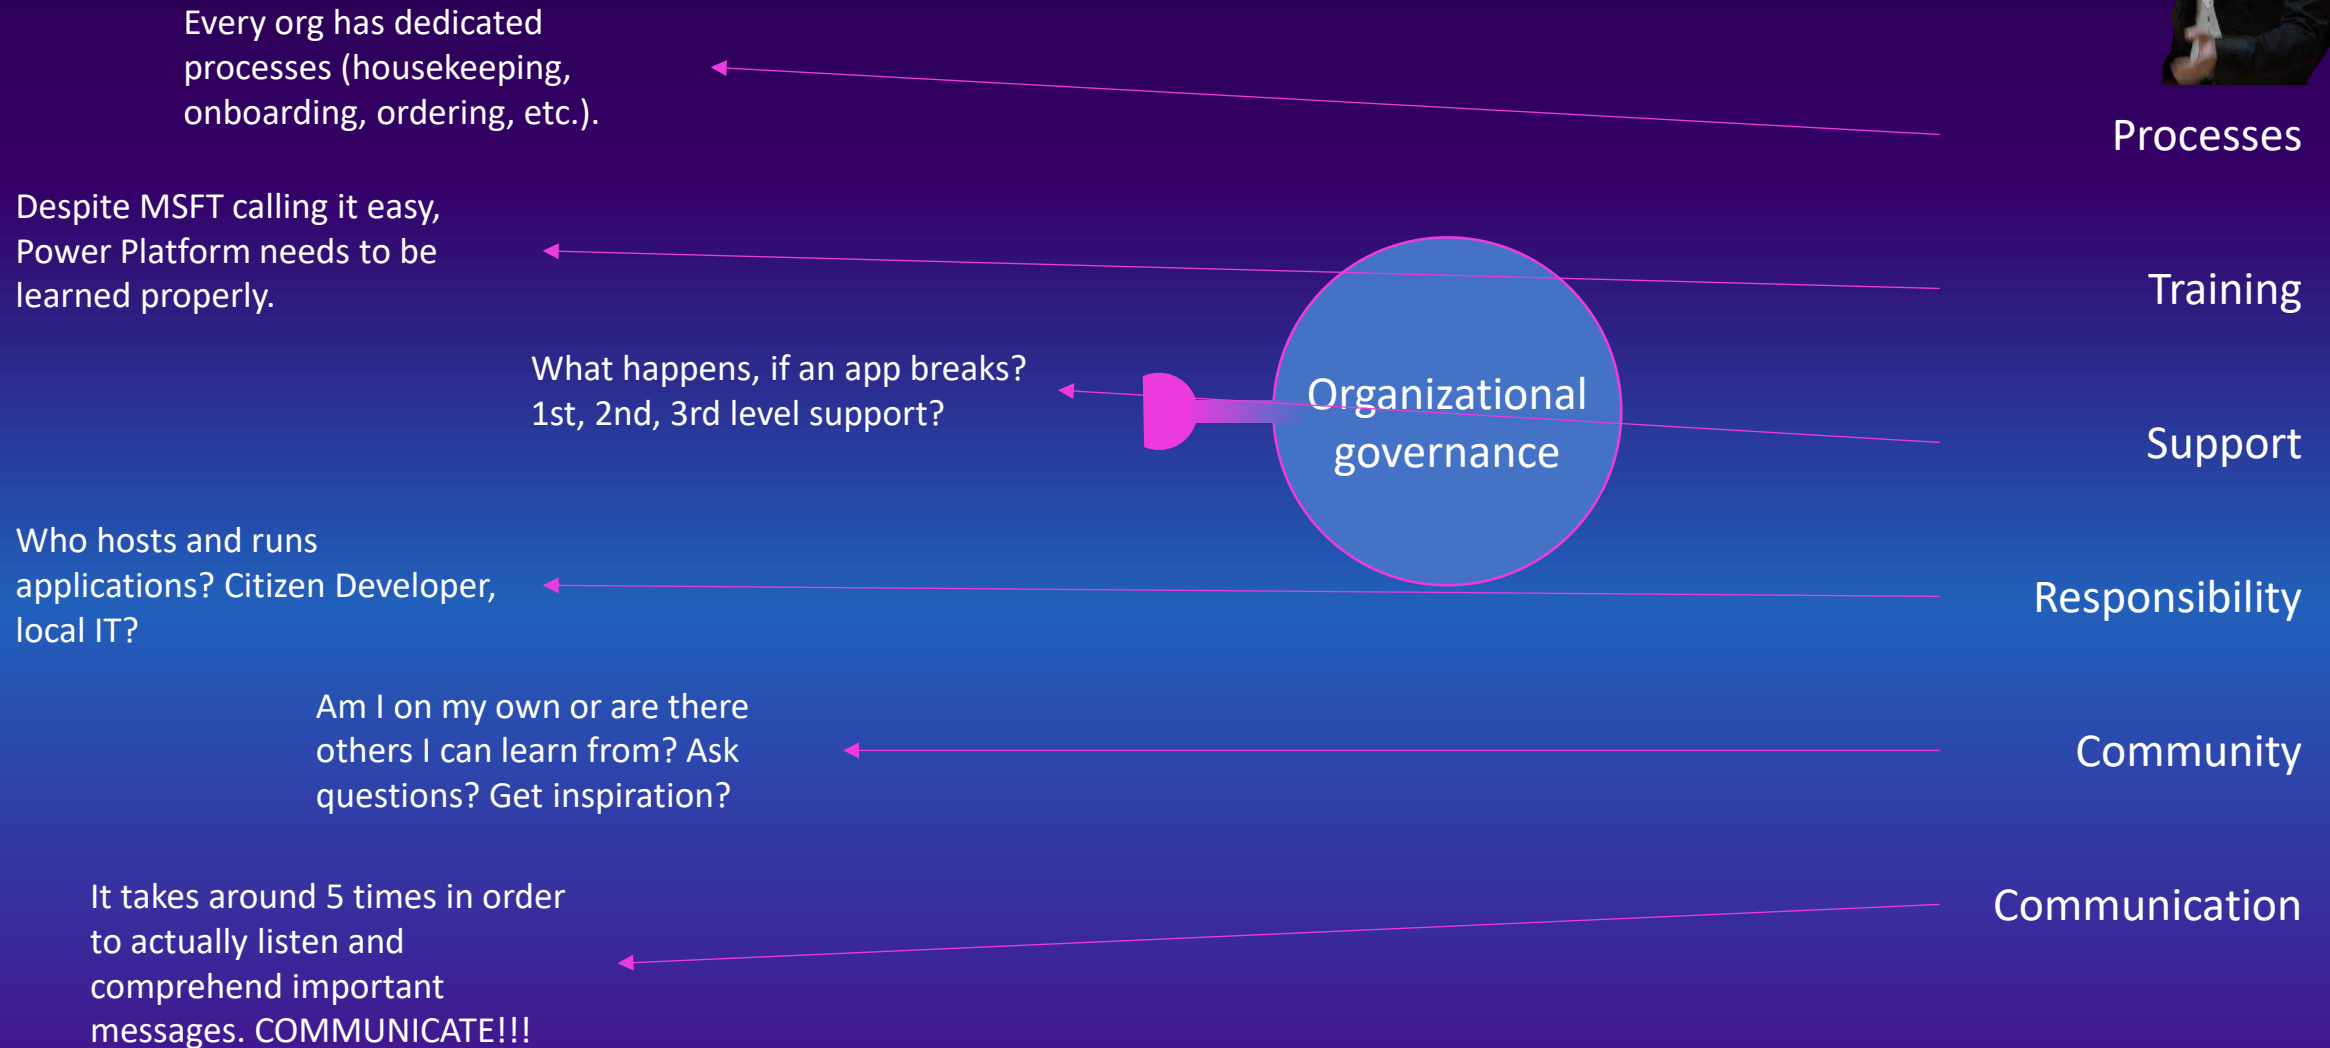 Every org has dedicated
processes (housekeeping,
onboarding, ordering, etc.).
Processes
Despite MSFT calling it easy,
Power Platform needs to be
learned properly.
Training
What happens, if an app breaks?
1st, 2nd, 3rd level support?
Organizational
governance
Support
Who hosts and runs
applications? Citizen Developer,
local IT?
Responsibility
Am I on my own or are there
others I can learn from? Ask
questions? Get inspiration?
Community
It takes around 5 times in order
to actually listen and
comprehend important
messages. COMMUNICATE!!!
Communication